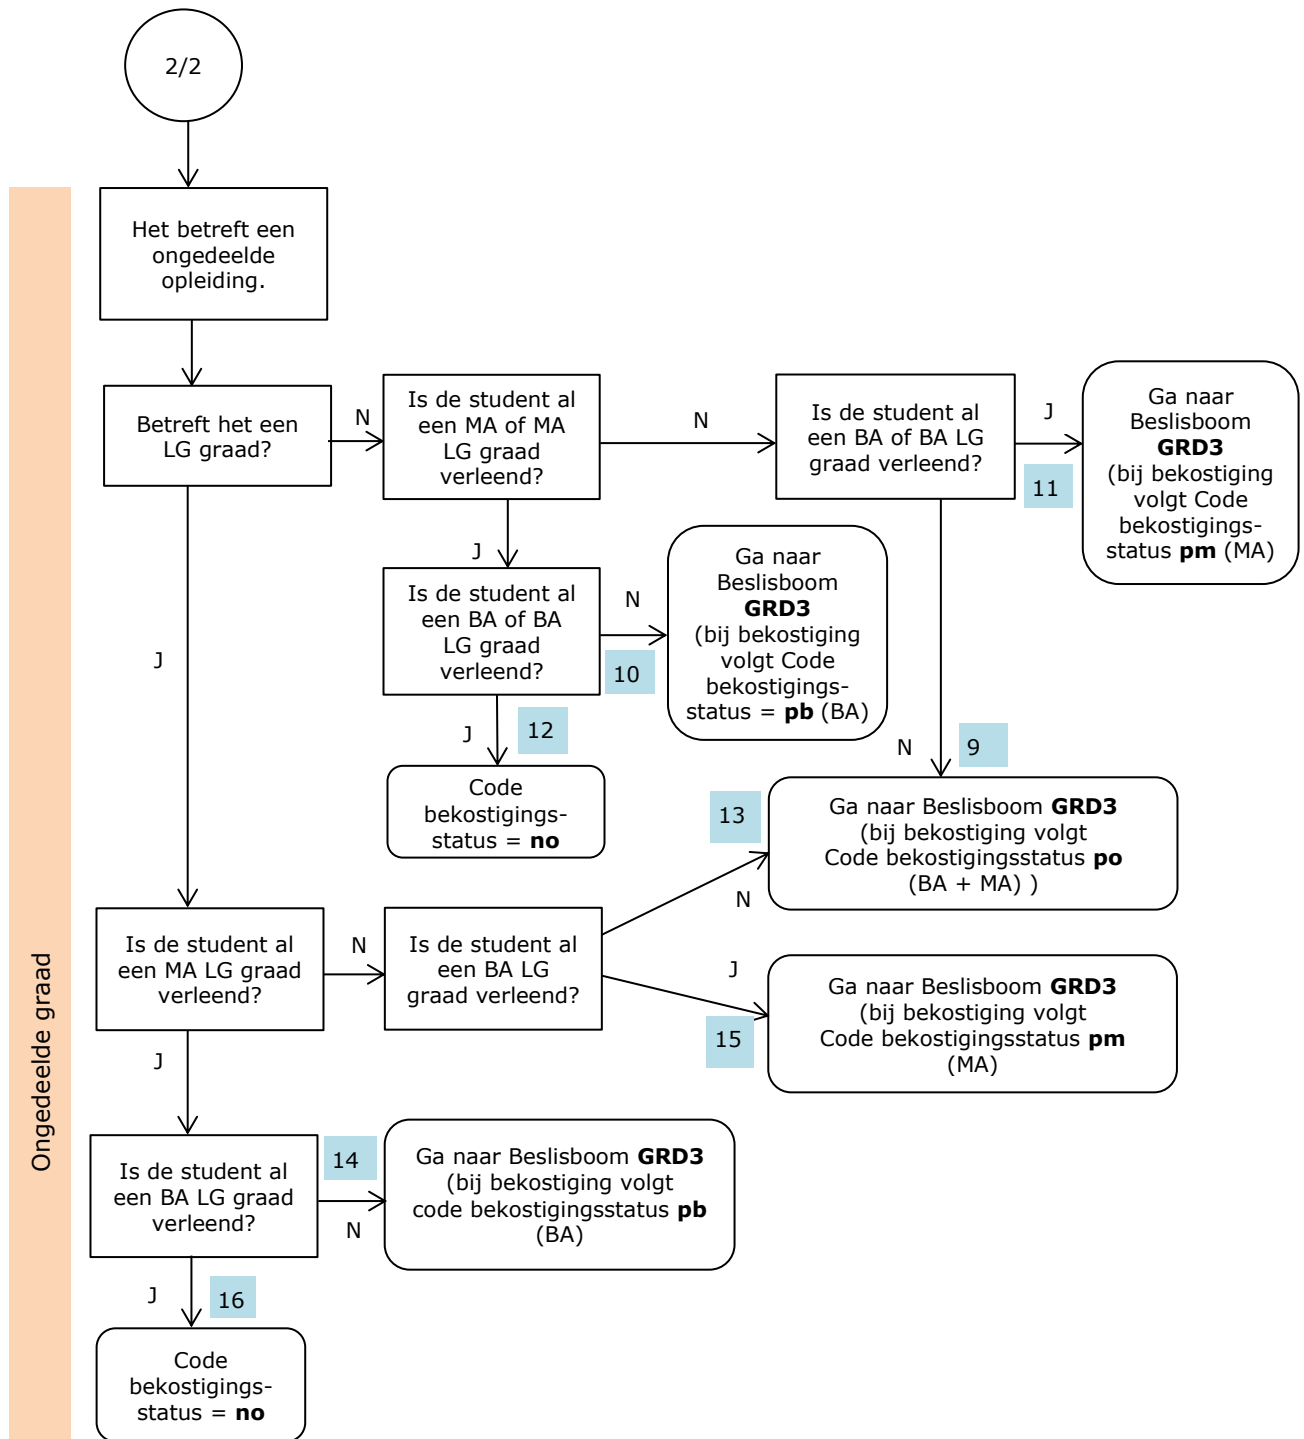 2/2
Ongedeelde graad
Het betreft een
ongedeelde
opleiding.
Betreft het een
LG graad?
N
Is de student al
een MA of MA
LG graad
verleend?
N
Is de student al
een BA of BA LG
graad verleend?
J
11
Ga naar
Beslisboom
GRD3
(bij bekostiging
volgt Code
bekostigings-
status pm (MA)
J
Is de student al
een BA of BA
LG graad
verleend?
N
10
Ga naar
Beslisboom
GRD3
(bij bekostiging
volgt Code
bekostigings-
status = pb (BA)
J
12
Code
bekostigings-
status = no
N
9
J
13
Ga naar Beslisboom GRD3
(bij bekostiging volgt
Code bekostigingsstatus po
(BA + MA) )
Is de student al
een MA LG graad
verleend?
N
Is de student al
een BA LG
graad verleend?
N
J
15
Ga naar Beslisboom GRD3
(bij bekostiging volgt
Code bekostigingsstatus pm
(MA)
J
Is de student al
een BA LG graad
verleend?
14
N
Ga naar Beslisboom GRD3
(bij bekostiging volgt
code bekostigingsstatus pb
(BA)
J
16
Code
bekostigings-
status = no